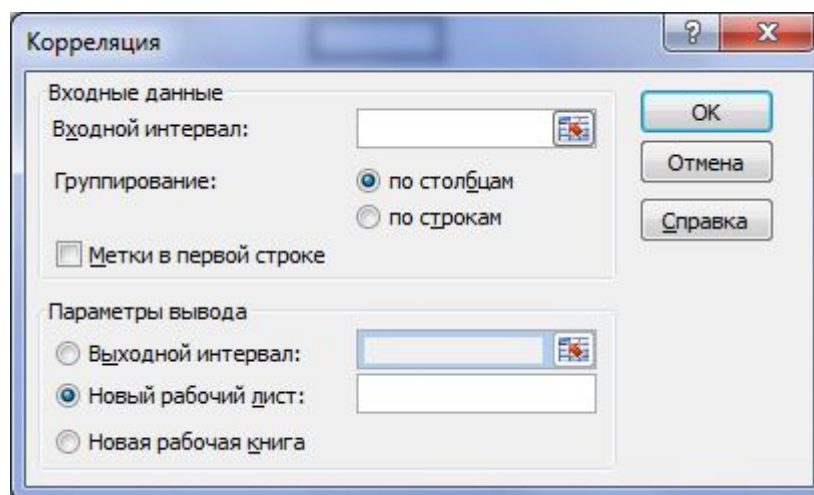 Корреляция
Входные данные
Входной интервал:
Группирование:
по столбцам
по строкам
Метки в первой строке
Параметры вывода
Выходной интервал:
Новый рабочий лист:
Новая рабочая книга
?
X
OK
Отмена
Справка